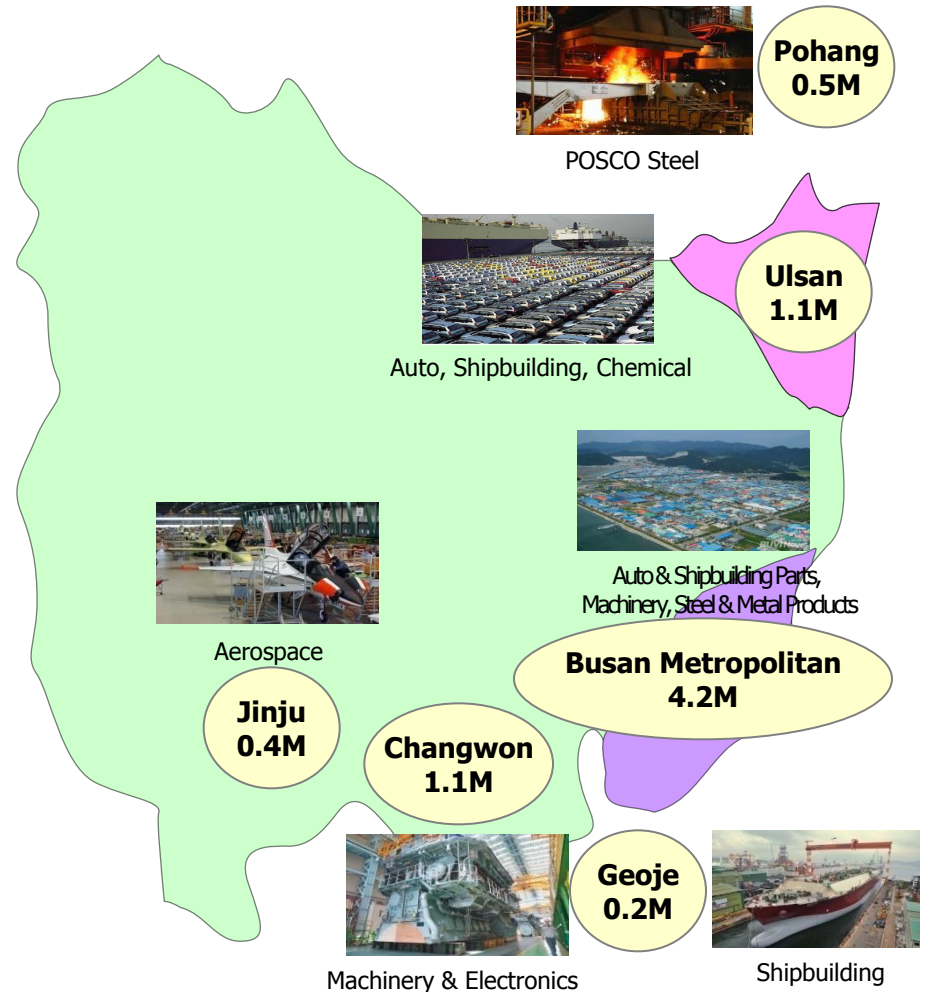 Pohang
0.5M
POSCO Steel
Ulsan
1.1M
Auto, Shipbuilding, Chemical
Auto & Shipbuilding Parts,
Machinery, Steel & Metal Products
Aerospace
Busan Metropolitan
4.2M
Jinju
0.4M
Changwon
1.1M
Geoje
0.2M
Machinery & Electronics
Shipbuilding